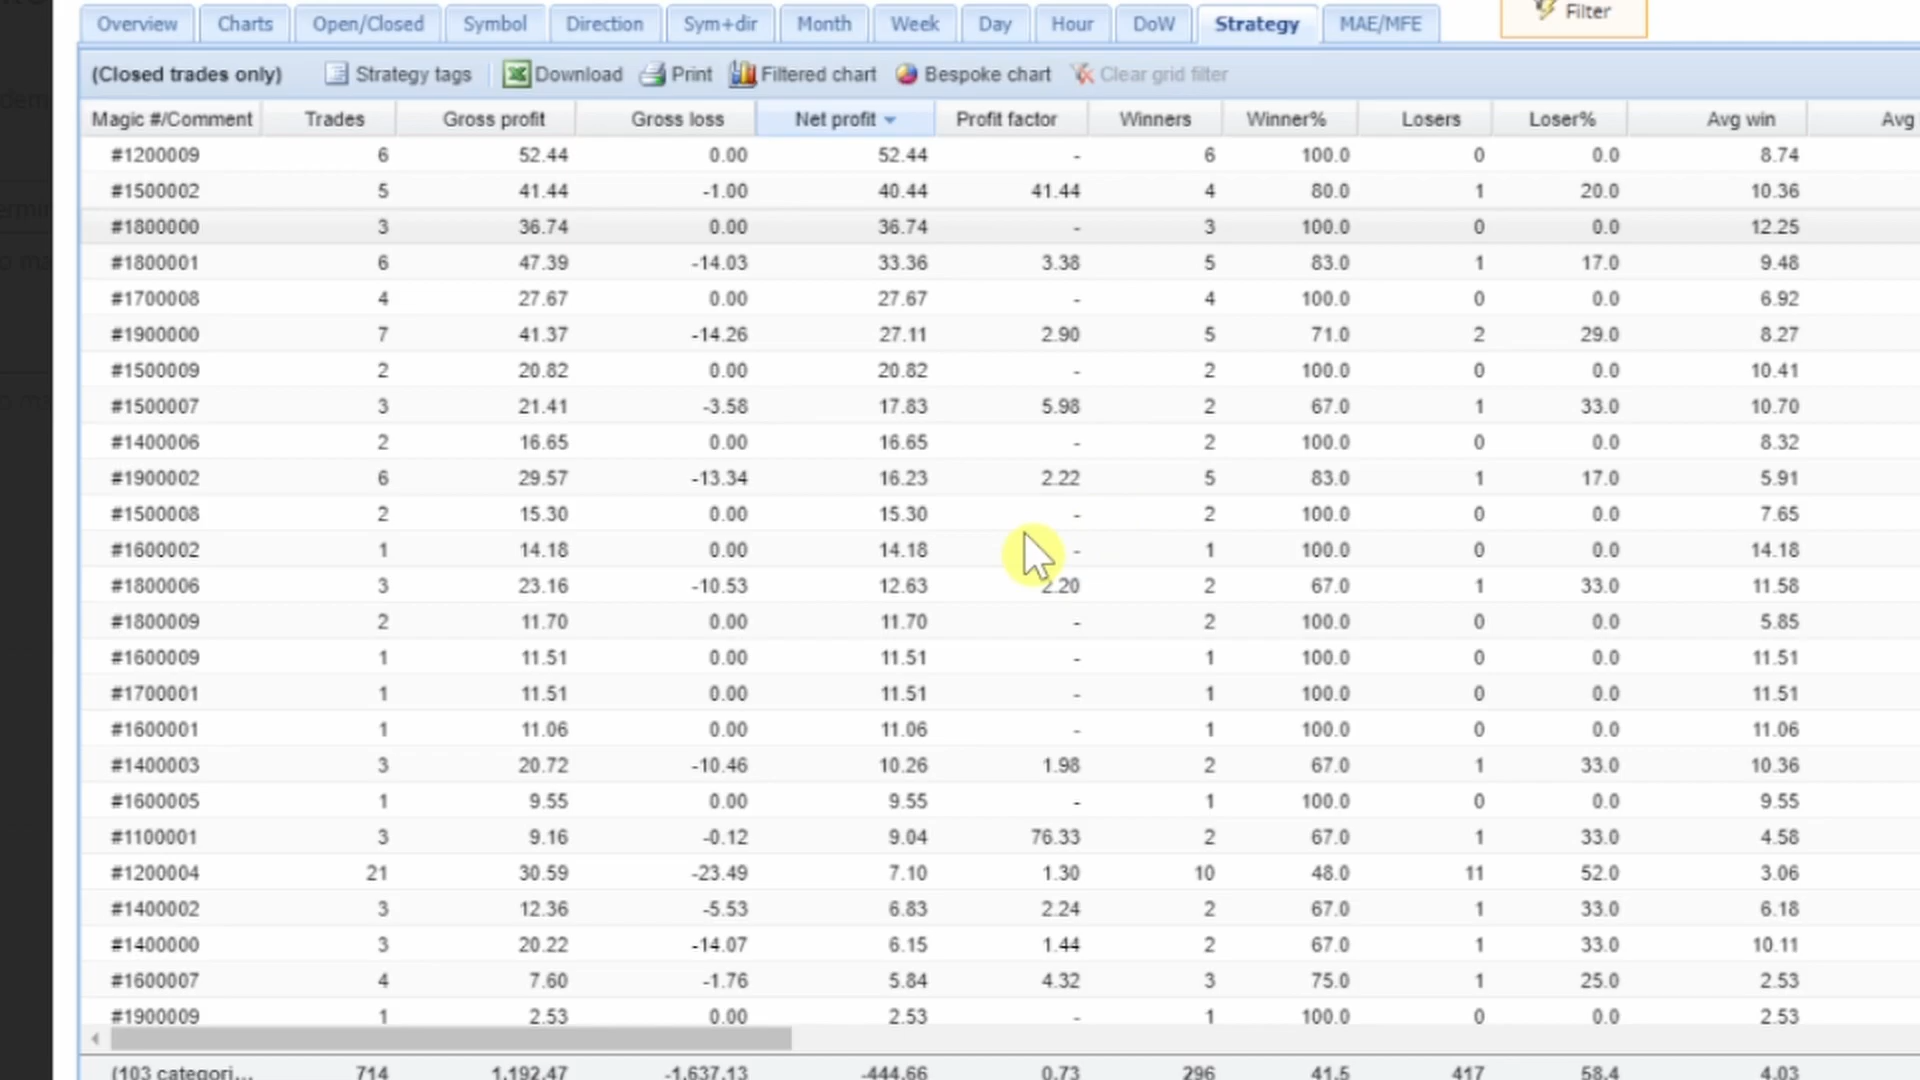 Overview Charts Open/Closed Symbol Direction Sym+dir Month Week Day Hour DoW Strategy MAE/MFE Filter
(Closed trades only) Strategy tags Download Print Filtered chart Bespoke chart Clear grid filter
Magic #/Comment Trades Gross profit Gross loss Net profit Profit factor Winners Winner% Losers Loser% Avg win Avg
#1200009 6 52.44 0.00 52.44 - 6 100.0 0 0.0 8.74
#1500002 5 41.44 -1.00 40.44 41.44 4 80.0 1 20.0 10.36
#1800000 3 36.74 0.00 36.74 - 3 100.0 0 0.0 12.25
#1800001 6 47.39 -14.03 33.36 3.38 5 83.0 1 17.0 9.48
#1700008 4 27.67 0.00 27.67 - 4 100.0 0 0.0 6.92
#1900000 7 41.37 -14.26 27.11 2.90 5 71.0 2 29.0 8.27
#1500009 2 20.82 0.00 20.82 - 2 100.0 0 0.0 10.41
#1500007 3 21.41 -3.58 17.83 5.98 2 67.0 1 33.0 10.70
#1400006 2 16.65 0.00 16.65 - 2 100.0 0 0.0 8.32
#1900002 6 29.57 -13.34 16.23 2.22 5 83.0 1 17.0 5.91
#1500008 2 15.30 0.00 15.30 - 2 100.0 0 0.0 7.65
#1600002 1 14.18 0.00 14.18 - 1 100.0 0 0.0 14.18
#1800006 3 23.16 -10.53 12.63 2.20 2 67.0 1 33.0 11.58
#1800009 2 11.70 0.00 11.70 - 2 100.0 0 0.0 5.85
#1600009 1 11.51 0.00 11.51 - 1 100.0 0 0.0 11.51
#1700001 1 11.51 0.00 11.51 - 1 100.0 0 0.0 11.51
#1600001 1 11.06 0.00 11.06 - 1 100.0 0 0.0 11.06
#1400003 3 20.72 -10.46 10.26 1.98 2 67.0 1 33.0 10.36
#1600005 1 9.55 0.00 9.55 - 1 100.0 0 0.0 9.55
#1100001 3 9.16 -0.12 9.04 76.33 2 67.0 1 33.0 4.58
#1200004 21 30.59 -23.49 7.10 1.30 10 48.0 11 52.0 3.06
#1400002 3 12.36 -5.53 6.83 2.24 2 67.0 1 33.0 6.18
#1400000 3 20.22 -14.07 6.15 1.44 2 67.0 1 33.0 10.11
#1600007 4 7.60 -1.76 5.84 4.32 3 75.0 1 25.0 2.53
#1900009 1 2.53 0.00 2.53 - 1 100.0 0 0.0 2.53
(103 categori... 714 1,192.47 -1,637.13 -444.66 0.73 296 41.5 417 58.4 4.03